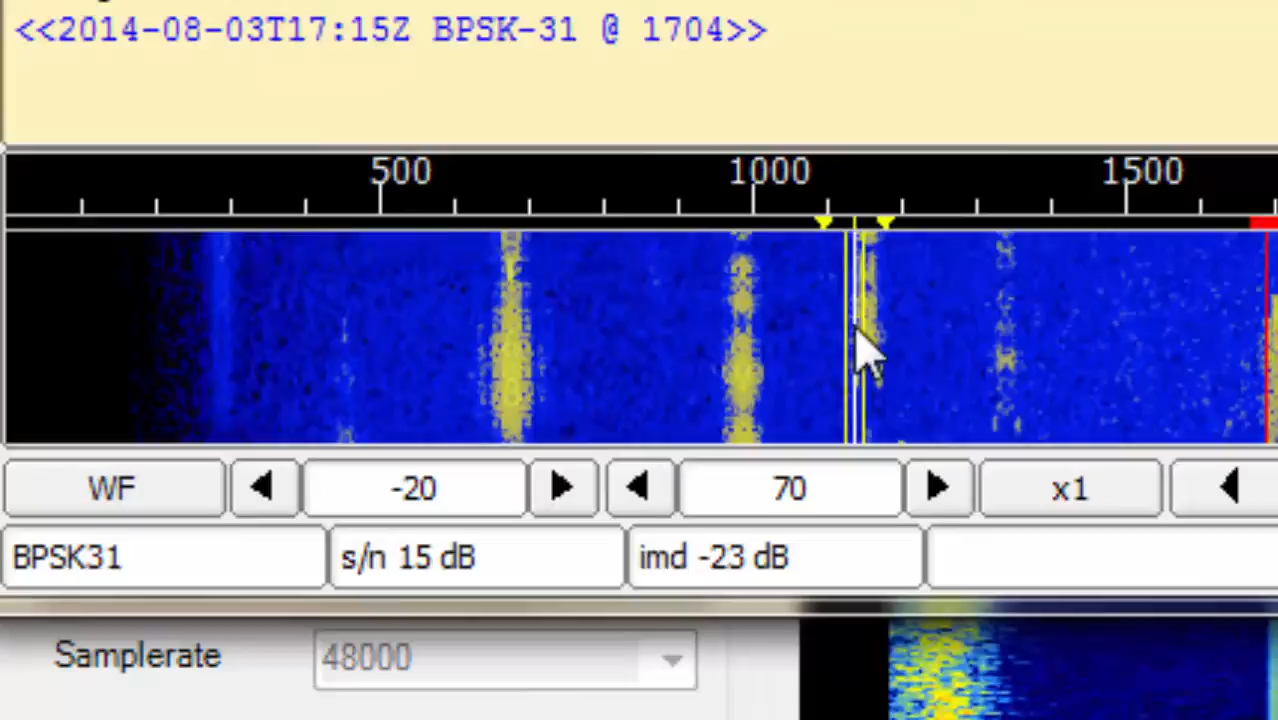 <<2014-08-03T17:15Z BPSK-31 @ 1704>>
500 1000 1500
WF -20 70 x1
BPSK31 s/n 15 dB imd -23 dB
Samplerate 48000